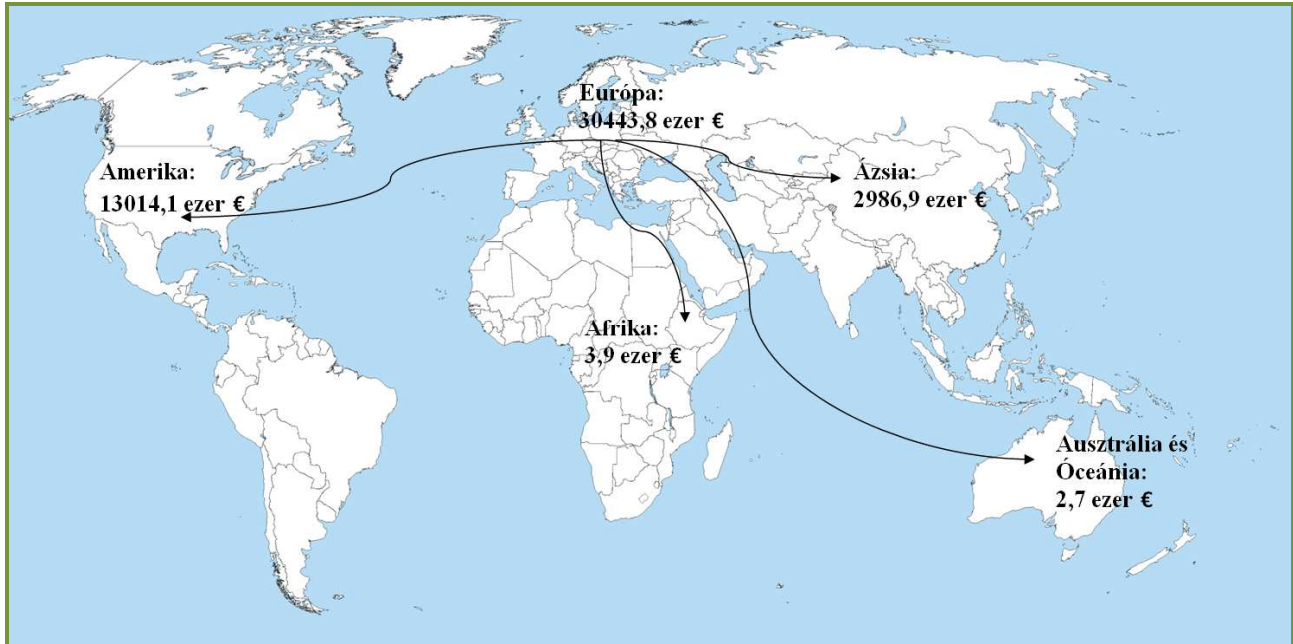 Európa:
30443,8 ezer €
Amerika:
13014,1 ezer €
Ázsia:
2986,9 ezer €
Afrika:
3,9 ezer €
Ausztrália és
Óceánia:
2,7 ezer €